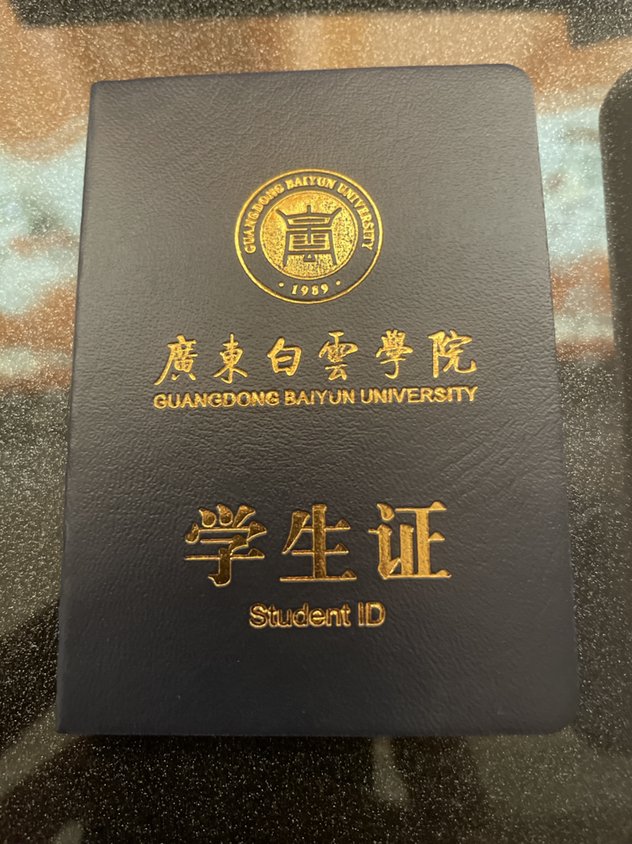 GUANGDONG BAIYUN UNIVERSITY
· 1989 ·
廣東白雲學院
GUANGDONG BAIYUN UNIVERSITY
学生证
Student ID